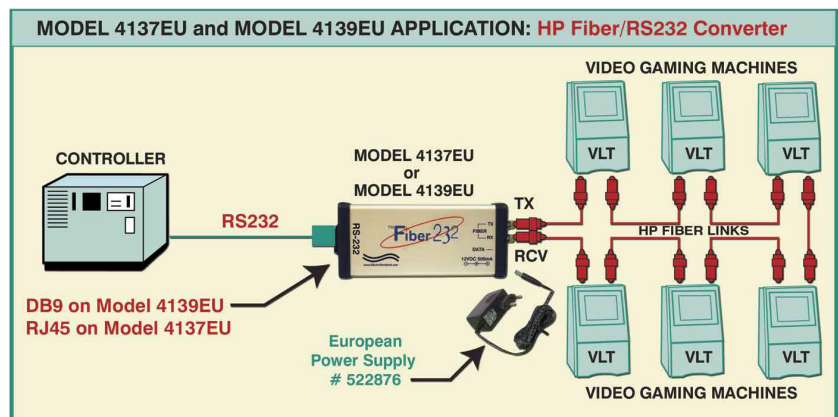 MODEL 4137EU and MODEL 4139EU APPLICATION: HP Fiber/RS232 Converter
VIDEO GAMING MACHINES
VLT
VLT
VLT
CONTROLLER
MODEL 4137EU
or
MODEL 4139EU
RS232
RS-232
Fiber232
TX
FIBER
RX
DATA
12VDC 500mA
TX
RCV
HP FIBER LINKS
DB9 on Model 4139EU
RJ45 on Model 4137EU
European
Power Supply
# 522876
VLT
VLT
VLT
VIDEO GAMING MACHINES